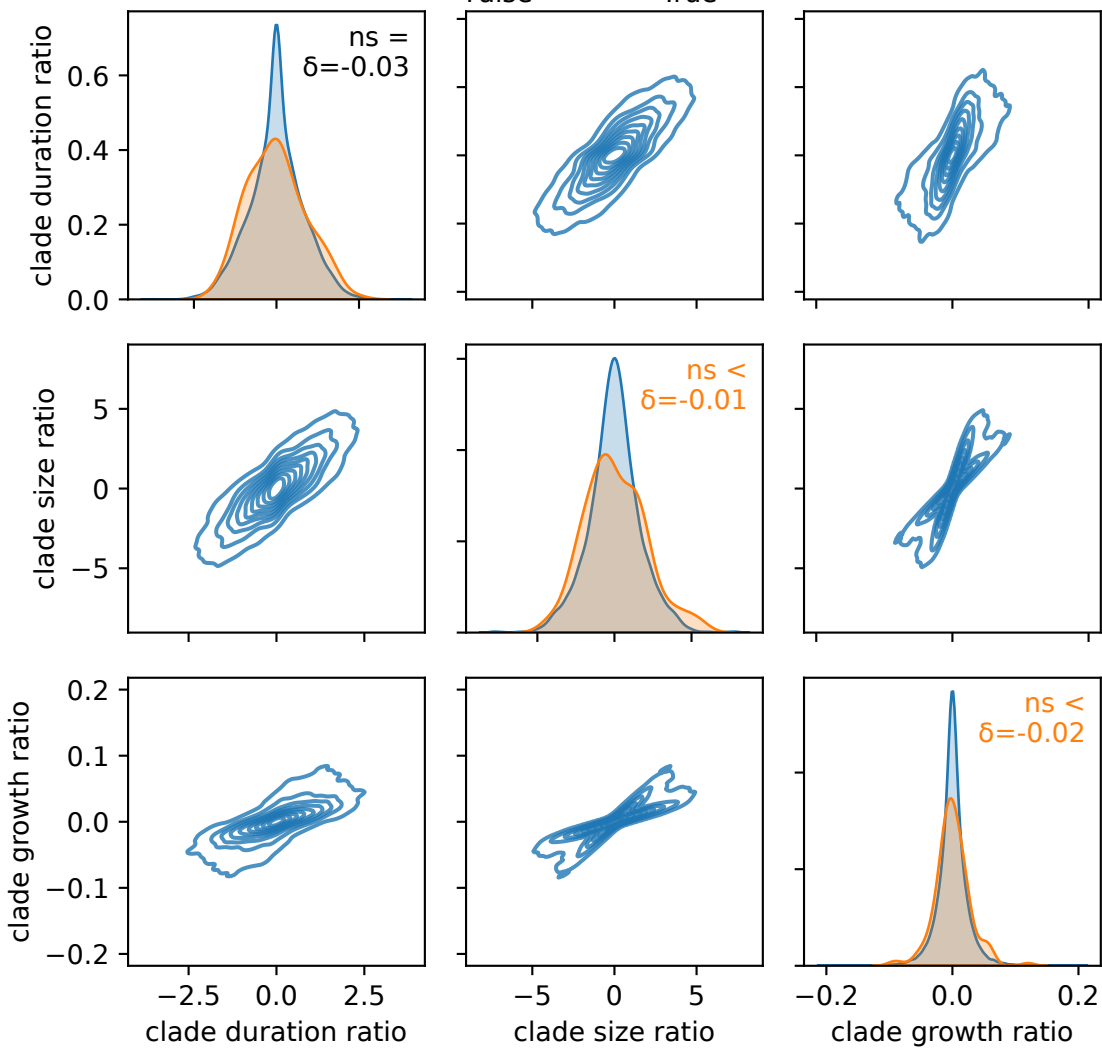 clade duration ratio
0.6
0.4
0.2
0.0
ns =
δ=-0.03
clade size ratio
5
0
−5
ns <
δ=-0.01
clade growth ratio
0.2
0.1
0.0
−0.1
−0.2
ns <
δ=-0.02
−2.5
0.0
2.5
−5
0
5
−0.2
0.0
0.2
clade duration ratio
clade size ratio
clade growth ratio